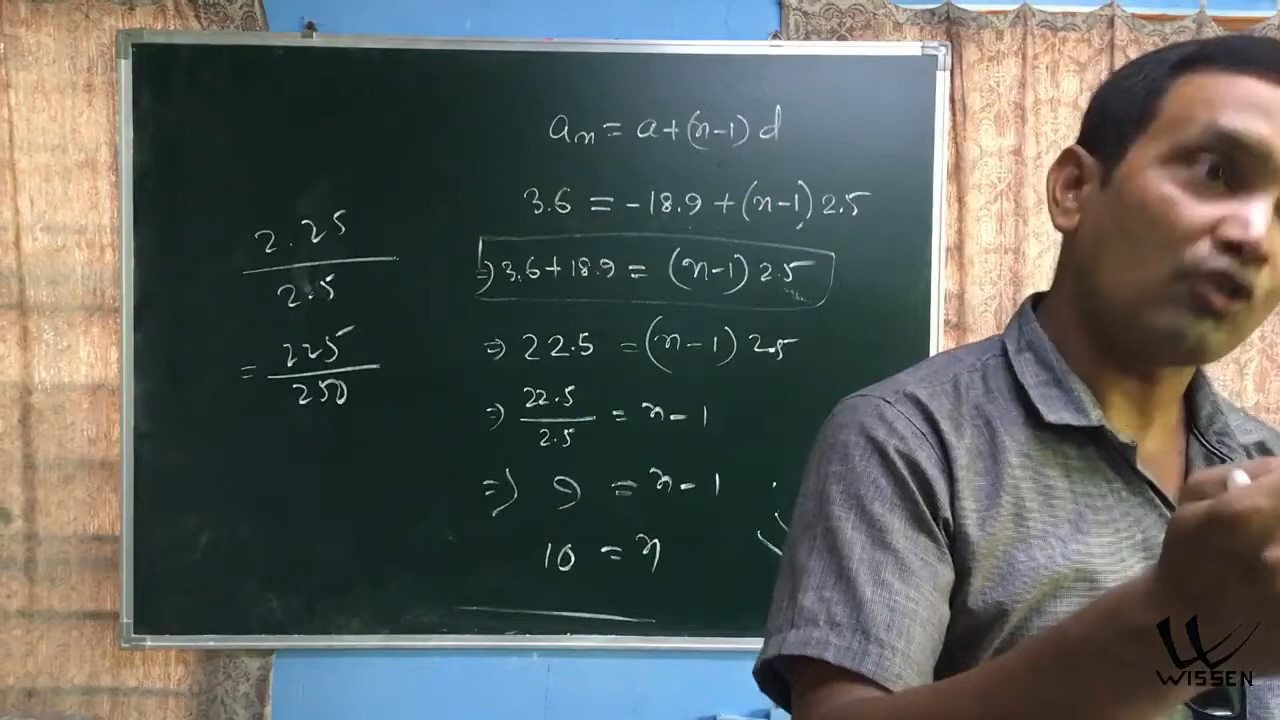 2.25
2.5
= 225
250
aₙ = a+(n-1) d
3.6 = -18.9 + (n-1) 2.5
⇒ 3.6+18.9 = (n-1) 2.5
⇒ 22.5 = (n-1) 2.5
⇒ 22.5 / 2.5 = n-1
⇒ 9 = n-1
10 = n
WISSEN